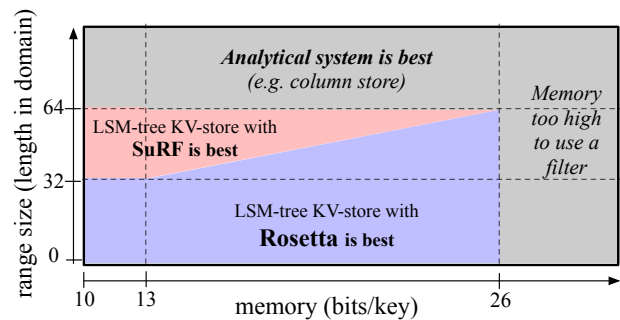 range size (length in domain)
64
32
0
Analytical system is best
(e.g. column store)
Memory
too high
to use a
filter
LSM-tree KV-store with
SuRF is best
LSM-tree KV-store with
Rosetta is best
10 13 26
memory (bits/key)